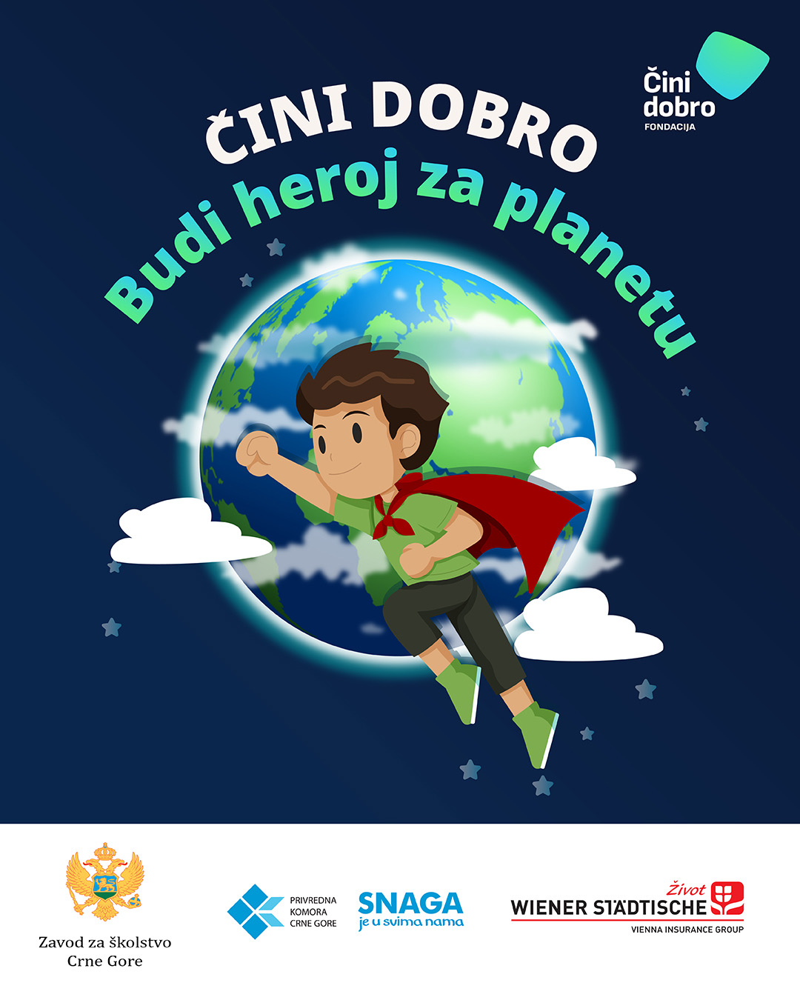 Čini
dobro
FONDACIJA
ČINI DOBRO
Budi heroj za planetu
Zavod za školstvo
Crne Gore
PRIVREDNA
KOMORA
CRNE GORE
SNAGA
je u svima nama
Život
WIENER STÄDTISCHE
VIENNA INSURANCE GROUP